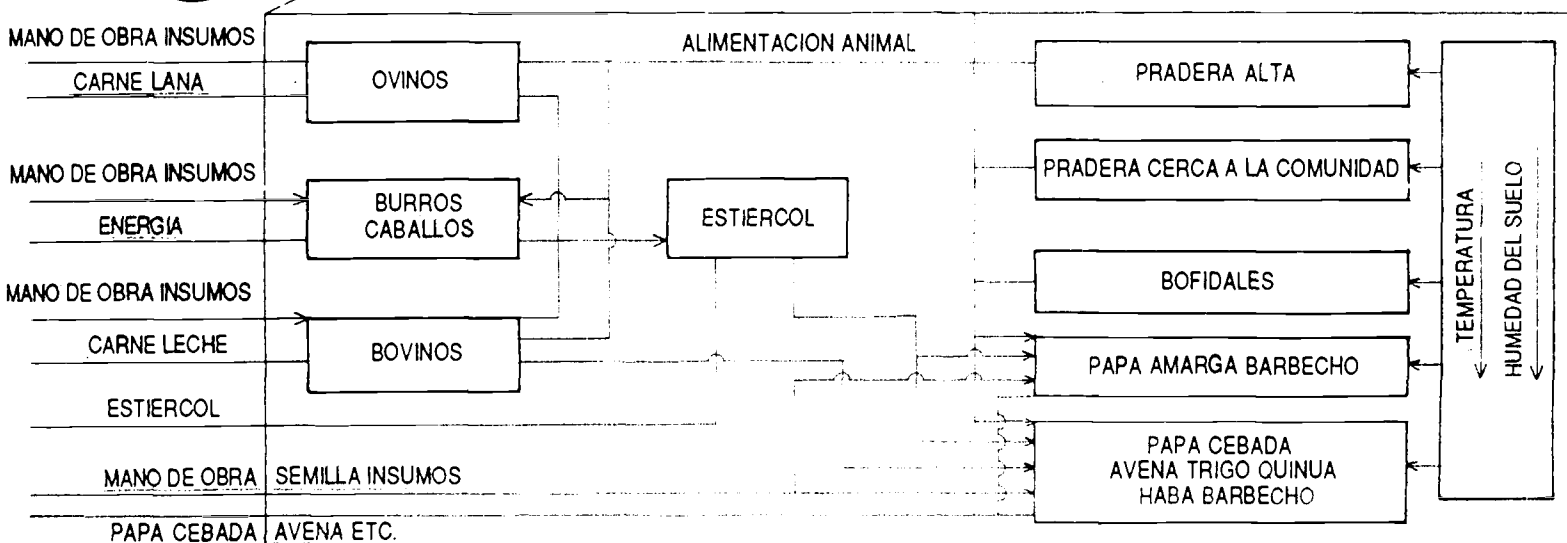 MANO DE OBRA INSUMOS
CARNE LANA
MANO DE OBRA INSUMOS
ENERGIA
MANO DE OBRA INSUMOS
CARNE LECHE
ESTIERCOL
MANO DE OBRA SEMILLA INSUMOS
PAPA CEBADA AVENA ETC.
OVINOS
BURROS
CABALLOS
BOVINOS
ALIMENTACION ANIMAL
ESTIERCOL
PRADERA ALTA
PRADERA CERCA A LA COMUNIDAD
BOFIDALES
PAPA AMARGA BARBECHO
PAPA CEBADA
AVENA TRIGO QUINUA
HABA BARBECHO
TEMPERATURA
HUMEDAD DEL SUELO